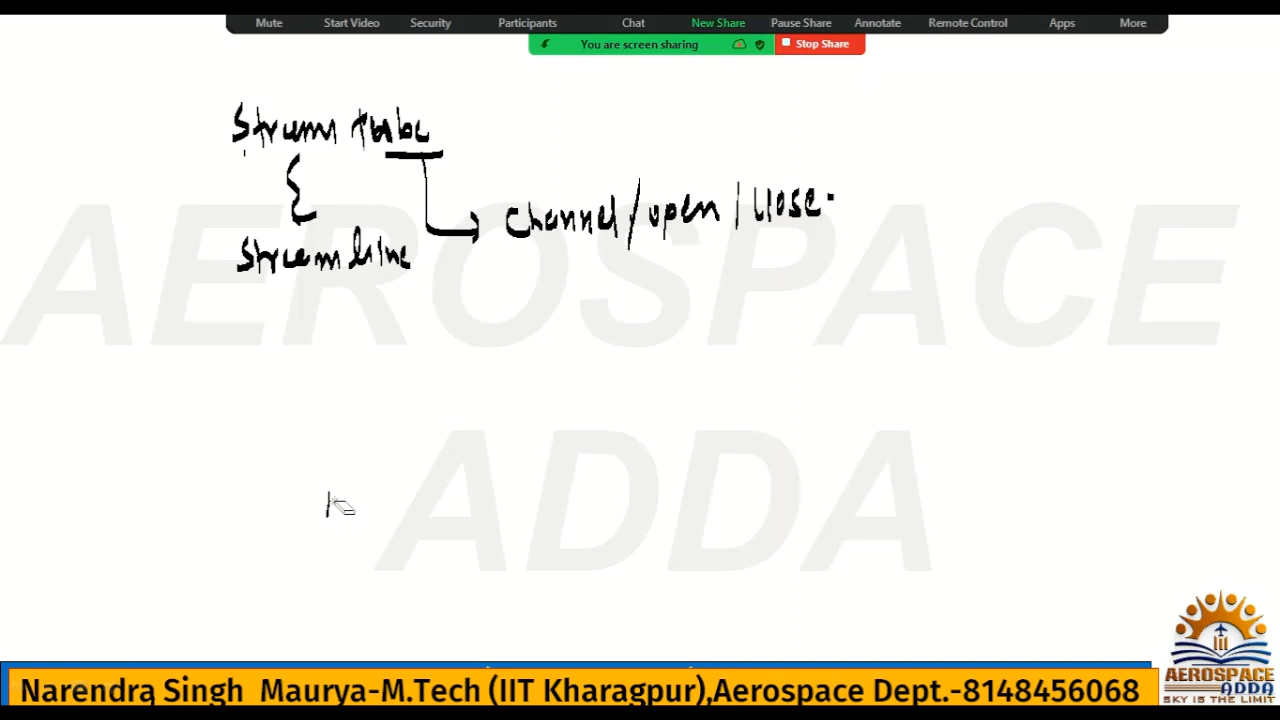 Mute Start Video Security Participants Chat New Share Pause Share Annotate Remote Control Apps More
You are screen sharing Stop Share
Stream tube
Channel/open/close.
Streamline
AEROSPACE
ADDA
Narendra Singh Maurya-M.Tech (IIT Kharagpur),Aerospace Dept.-8148456068
AEROSPACE
ADDA
SKY IS THE LIMIT